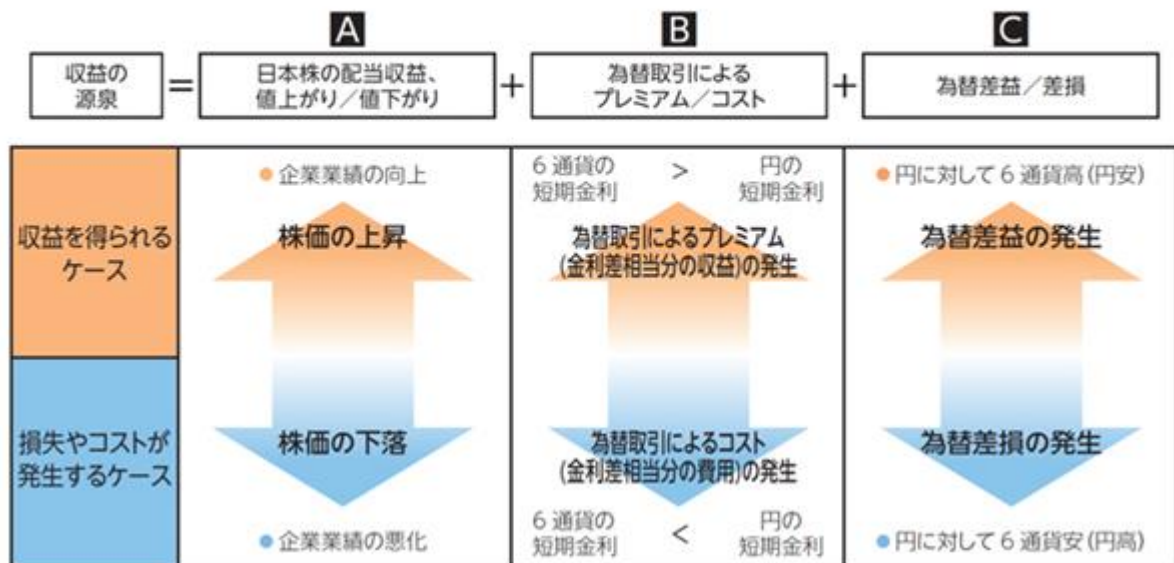 A
B
C
収益の
源泉
=
日本株の配当収益、
値上がり/値下がり
+
為替取引による
プレミアム/コスト
+
為替差益/差損
収益を得られる
ケース
●企業業績の向上
株価の上昇
6通貨の
短期金利
>
円の
短期金利
為替取引によるプレミアム
(金利差相当分の収益)の発生
●円に対して6通貨高(円安)
為替差益の発生
損失やコストが
発生するケース
株価の下落
●企業業績の悪化
為替取引によるコスト
(金利差相当分の費用)の発生
6通貨の
短期金利
<
円の
短期金利
為替差損の発生
●円に対して6通貨安(円高)